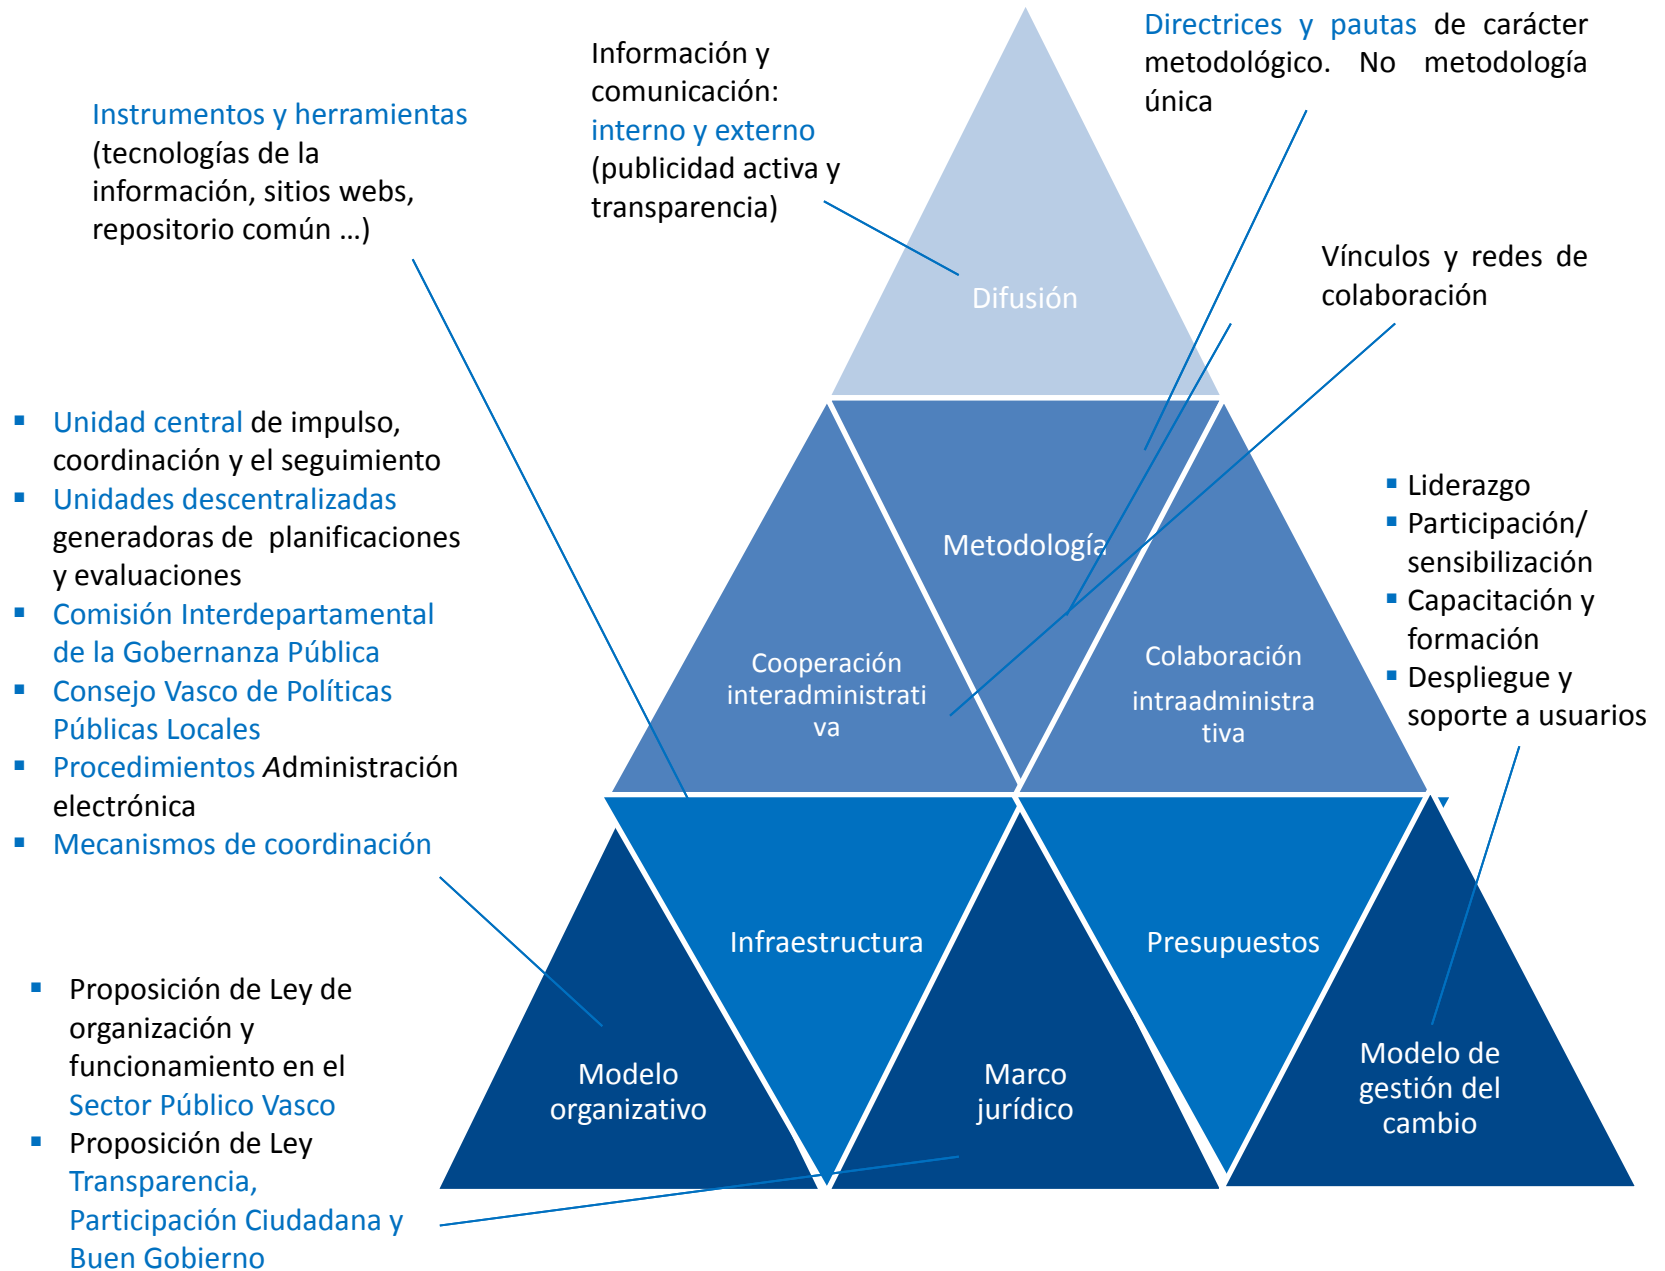 Directrices y pautas de carácter
metodológico. No metodología
única
Información y
comunicación:
interno y externo
(publicidad activa y
transparencia)
Instrumentos y herramientas
(tecnologías de la
información, sitios webs,
repositorio común …)
Vínculos y redes de
colaboración
Difusión
▪ Unidad central de impulso,
coordinación y el seguimiento
▪ Unidades descentralizadas
generadoras de planificaciones
y evaluaciones
▪ Comisión Interdepartamental
de la Gobernanza Pública
▪ Consejo Vasco de Políticas
Públicas Locales
▪ Procedimientos Administración
electrónica
▪ Mecanismos de coordinación
▪ Liderazgo
▪ Participación/
sensibilización
▪ Capacitación y
formación
▪ Despliegue y
soporte a usuarios
Metodología
Cooperación
interadministrati
va
Colaboración
intraadministra
tiva
Infraestructura
Presupuestos
▪ Proposición de Ley de
organización y
funcionamiento en el
Sector Público Vasco
▪ Proposición de Ley
Transparencia,
Participación Ciudadana y
Buen Gobierno
Modelo
organizativo
Marco
jurídico
Modelo de
gestión del
cambio